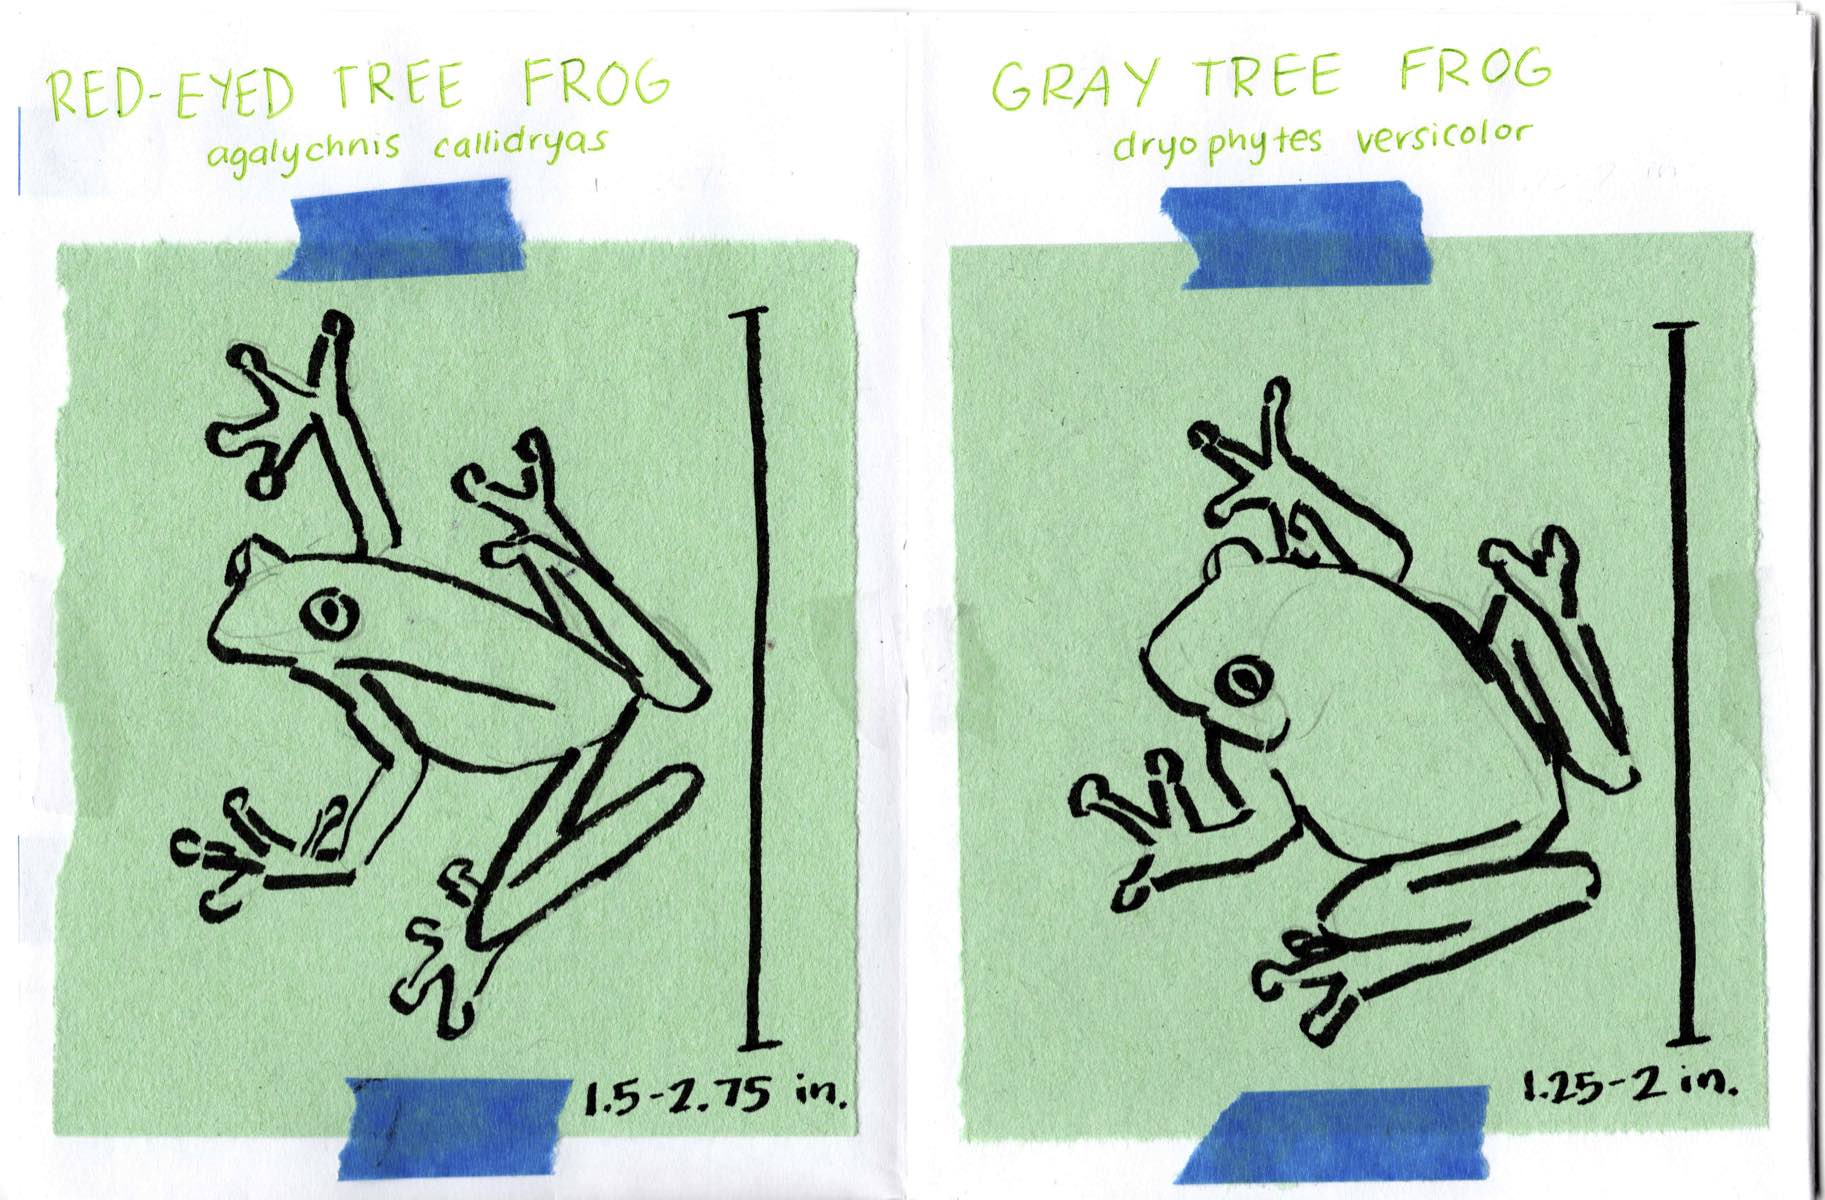 RED-EYED TREE FROG
agalychnis callidryas
1.5-2.75 in.
GRAY TREE FROG
dryophytes versicolor
1.25-2 in.